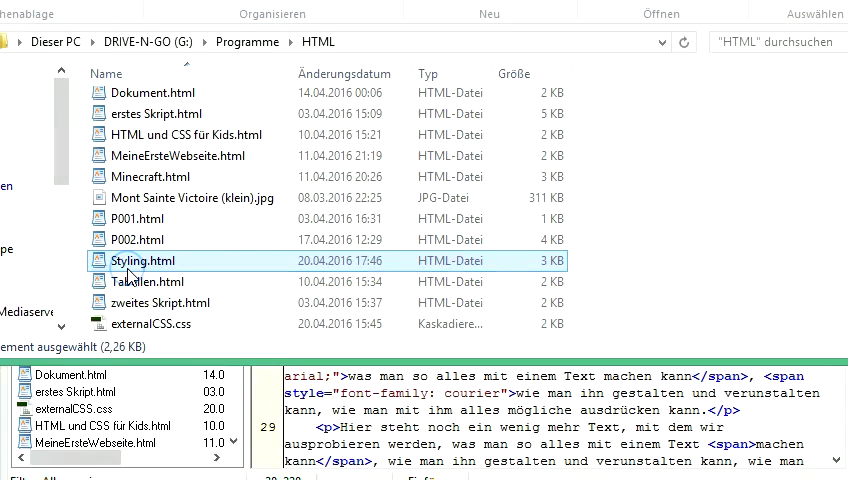 henablage Organisieren Neu Öffnen Auswählen
Dieser PC DRIVE-N-GO (G:) Programme HTML "HTML" durchsuchen
Name Änderungsdatum Typ Größe
Dokument.html 14.04.2016 00:06 HTML-Datei 2 KB
erstes Skript.html 03.04.2016 15:09 HTML-Datei 5 KB
HTML und CSS für Kids.html 10.04.2016 15:21 HTML-Datei 2 KB
MeineErsteWebseite.html 11.04.2016 21:19 HTML-Datei 2 KB
Minecraft.html 11.04.2016 20:26 HTML-Datei 3 KB
en
Mont Sainte Victoire (klein).jpg 08.03.2016 22:25 JPG-Datei 311 KB
P001.html 03.04.2016 16:31 HTML-Datei 1 KB
P002.html 17.04.2016 12:29 HTML-Datei 4 KB
pe
Styling.html 20.04.2016 17:46 HTML-Datei 3 KB
Tabellen.html 10.04.2016 15:34 HTML-Datei 2 KB
zweites Skript.html 03.04.2016 15:37 HTML-Datei 2 KB
Mediaserve
externalCSS.css 20.04.2016 15:45 Kaskadiere... 2 KB
ement ausgewählt (2,26 KB)
Dokument.html 14.0
erstes Skript.html 03.0
externalCSS.css 20.0
HTML und CSS für Kids.html 10.0
MeineErsteWebseite.html 11.0
arial;">was man so alles mit einem Text machen kann</span>, <span
style="font-family: courier">wie man ihn gestalten und verunstalten
kann, wie man mit ihm alles mögliche ausdrücken kann.</p>
29 <p>Hier steht noch ein wenig mehr Text, mit dem wir
ausprobieren werden, was man so alles mit einem Text <span>machen
kann</span>, wie man ihn gestalten und verunstalten kann, wie man